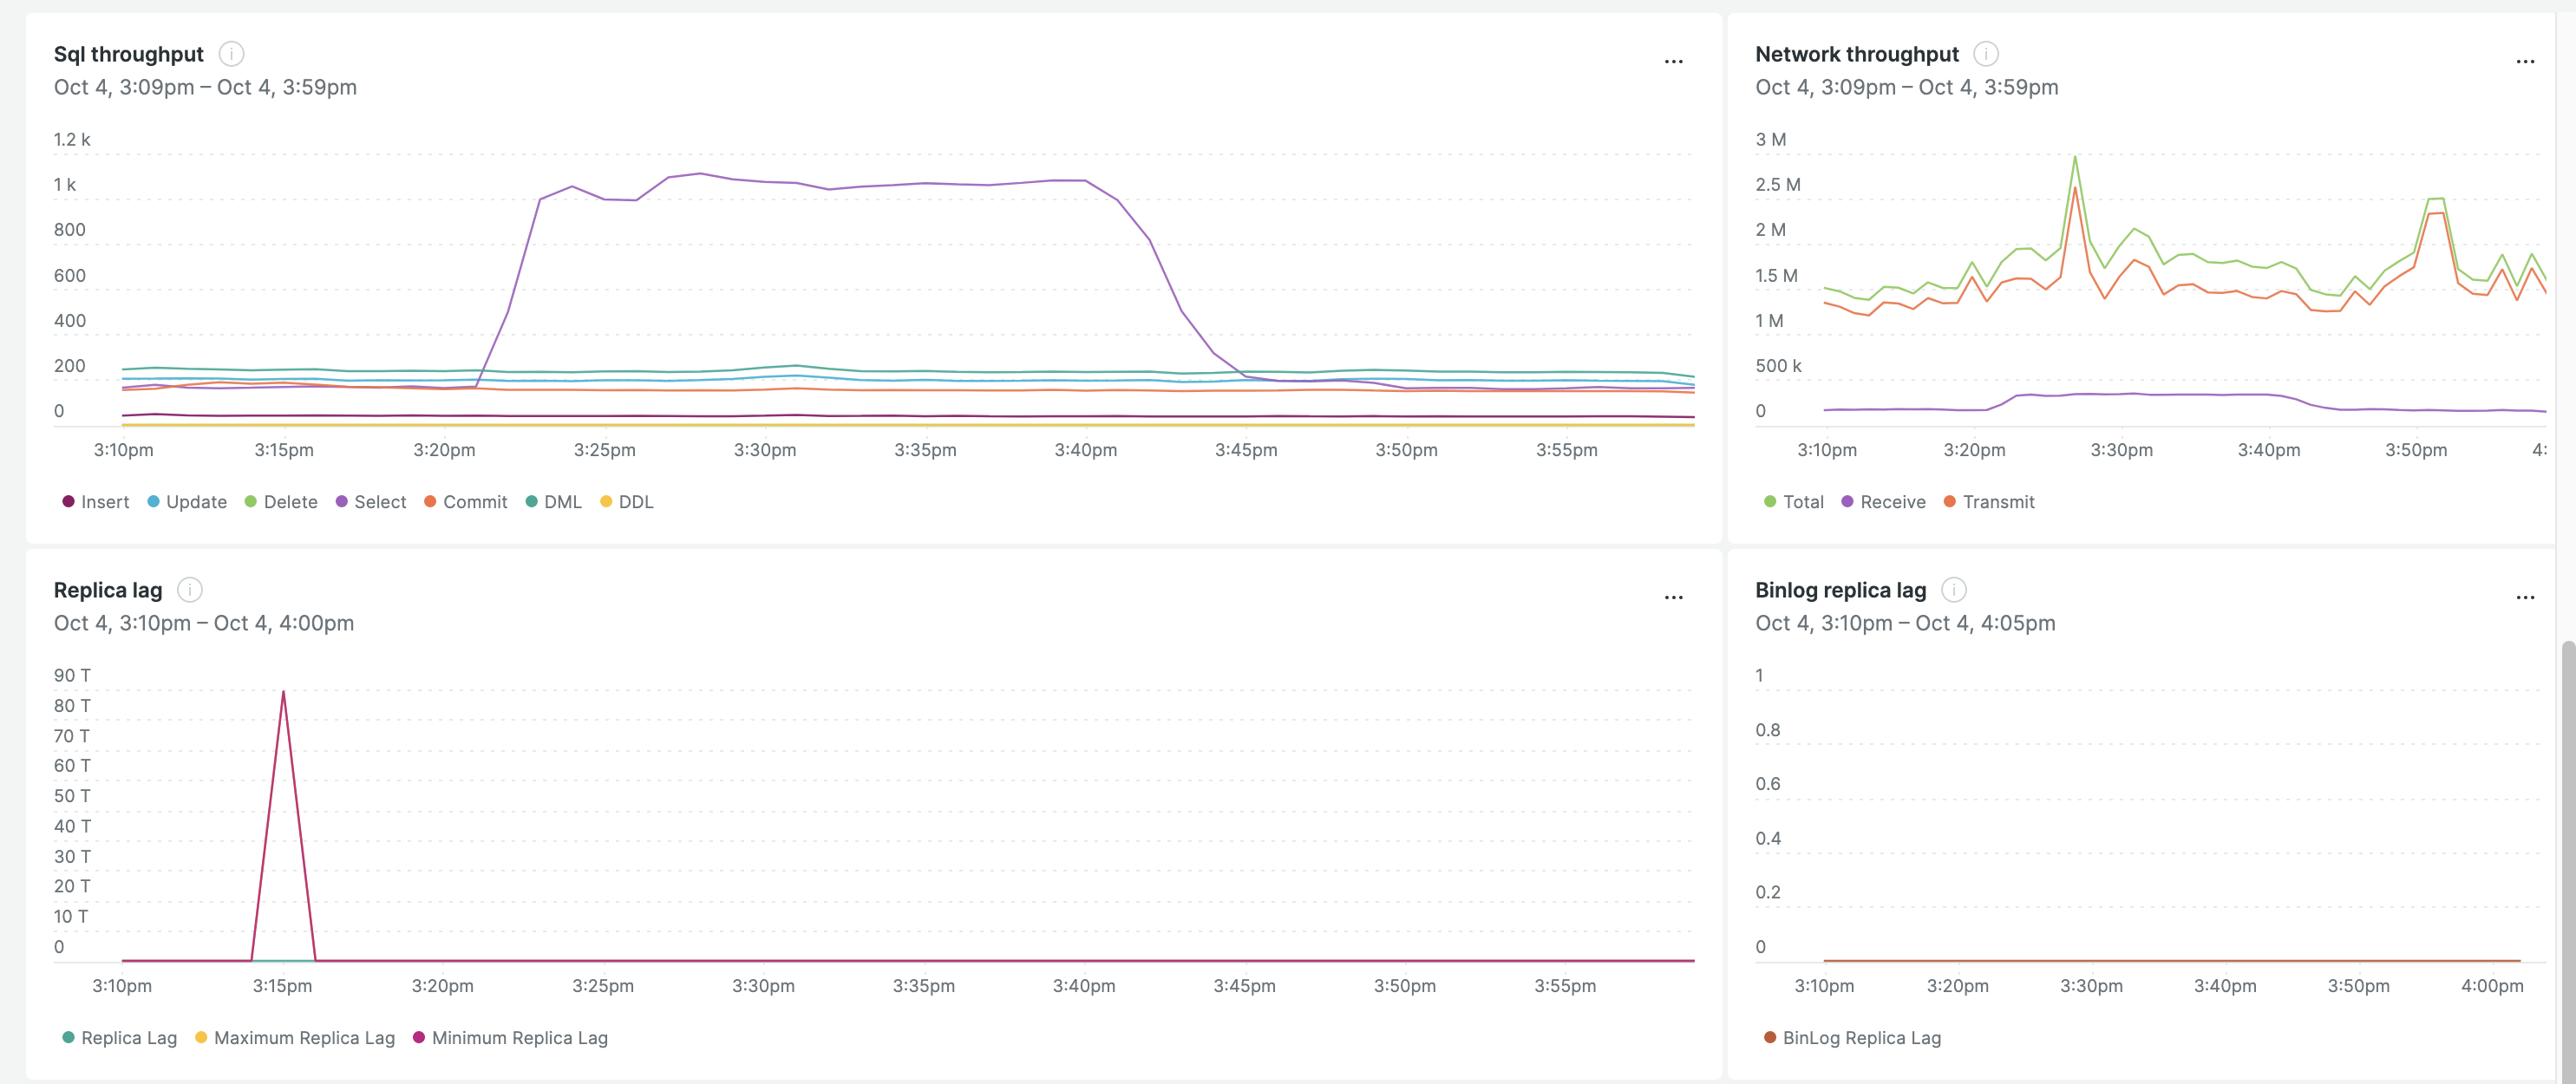 Sql throughput
Oct 4, 3:09pm – Oct 4, 3:59pm
1.2 k
1 k
800
600
400
200
0
3:10pm 3:15pm 3:20pm 3:25pm 3:30pm 3:35pm 3:40pm 3:45pm 3:50pm 3:55pm
Insert Update Delete Select Commit DML DDL
Network throughput
Oct 4, 3:09pm – Oct 4, 3:59pm
3 M
2.5 M
2 M
1.5 M
1 M
500 k
0
3:10pm 3:20pm 3:30pm 3:40pm 3:50pm 4:
Total Receive Transmit
Replica lag
Oct 4, 3:10pm – Oct 4, 4:00pm
90 T
80 T
70 T
60 T
50 T
40 T
30 T
20 T
10 T
0
3:10pm 3:15pm 3:20pm 3:25pm 3:30pm 3:35pm 3:40pm 3:45pm 3:50pm 3:55pm
Replica Lag Maximum Replica Lag Minimum Replica Lag
Binlog replica lag
Oct 4, 3:10pm – Oct 4, 4:05pm
1
0.8
0.6
0.4
0.2
0
3:10pm 3:20pm 3:30pm 3:40pm 3:50pm 4:00pm
BinLog Replica Lag